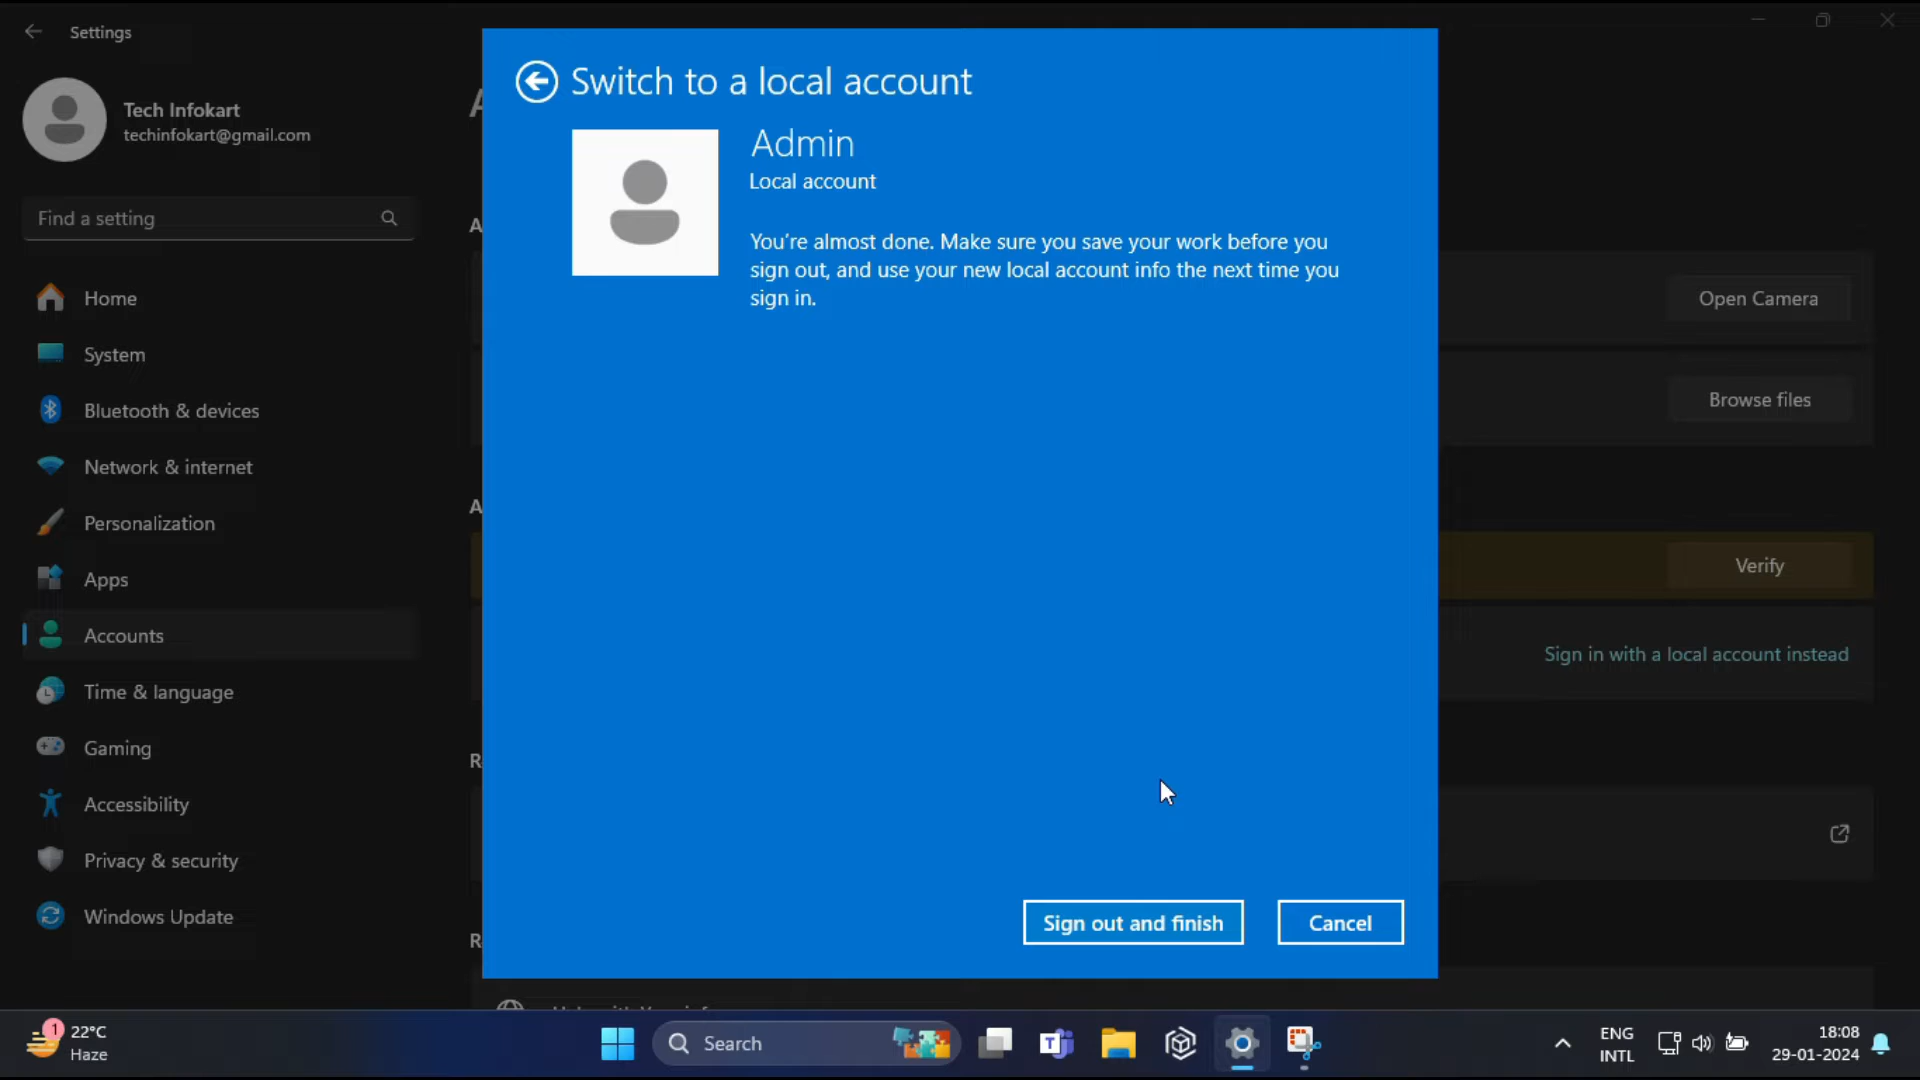 Settings
Tech Infokart
techinfokart@gmail.com
Find a setting
Home
System
Bluetooth & devices
Network & internet
Personalization
Apps
Accounts
Time & language
Gaming
Accessibility
Privacy & security
Windows Update
Switch to a local account
Admin
Local account
You're almost done. Make sure you save your work before you
sign out, and use your new local account info the next time you
sign in.
Sign out and finish
Cancel
Open Camera
Browse files
Verify
Sign in with a local account instead
1
22°C
Haze
Search
ENG
INTL
18:08
29-01-2024